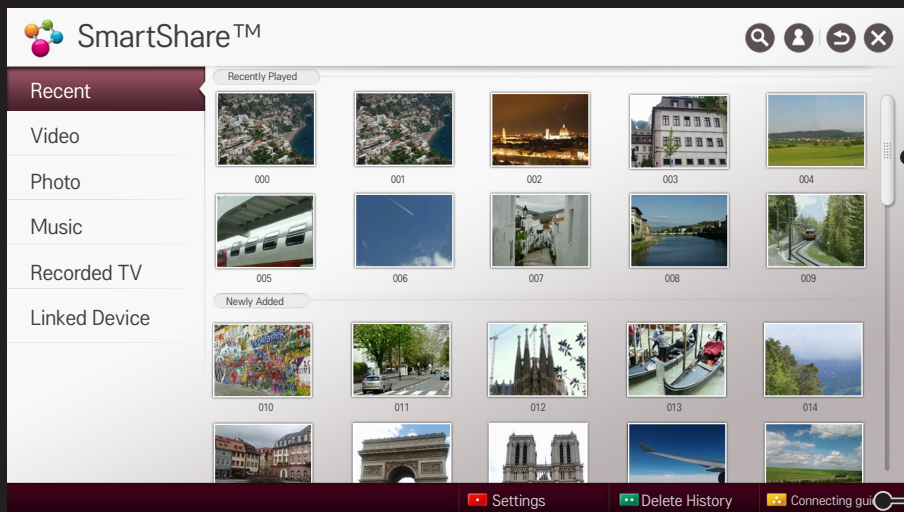 SmartShare™
Recent
Video
Photo
Music
Recorded TV
Linked Device
Recently Played
000 001 002 003 004
005 006 007 008 009
Newly Added
010 011 012 013 014
Settings Delete History Connecting